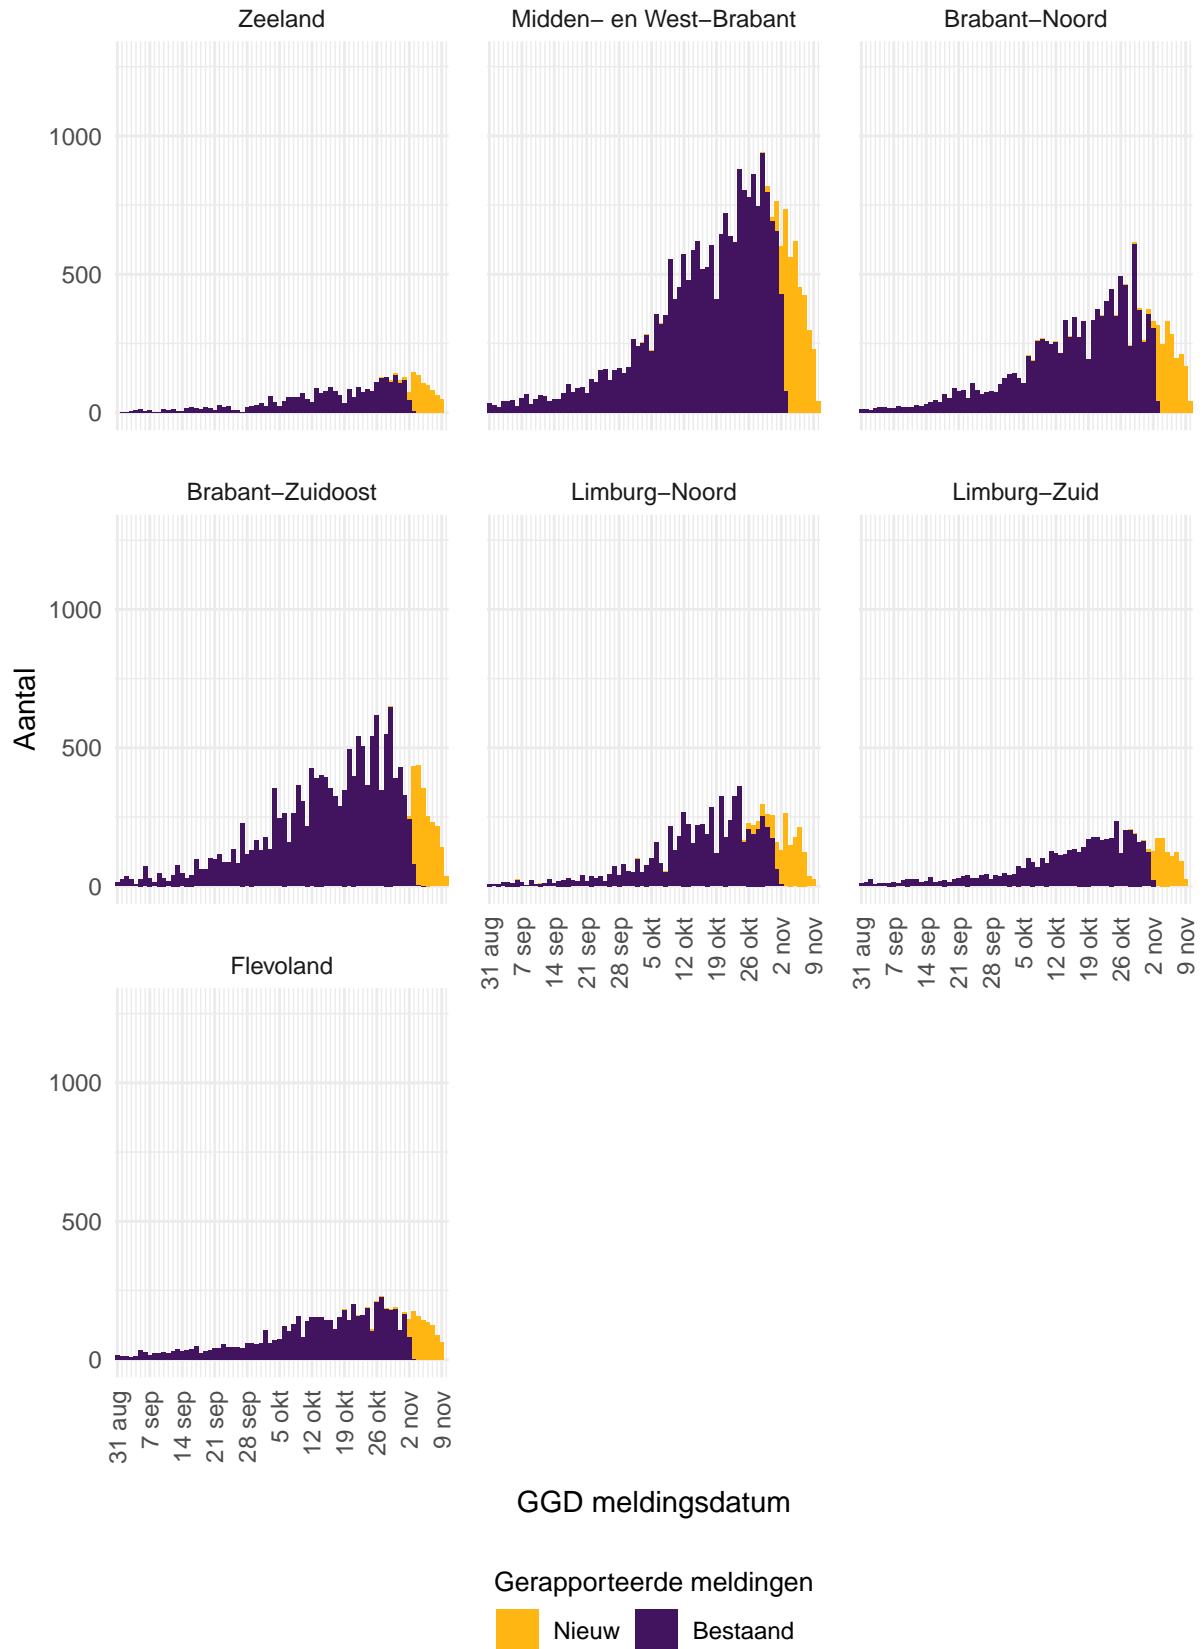 Zeeland
Midden− en West−Brabant
Brabant−Noord
1000
500
0
Brabant−Zuidoost
Limburg−Noord
Limburg−Zuid
1000
500
0
Aantal
31 aug
7 sep
14 sep
21 sep
28 sep
5 okt
12 okt
19 okt
26 okt
2 nov
9 nov
31 aug
7 sep
14 sep
21 sep
28 sep
5 okt
12 okt
19 okt
26 okt
2 nov
9 nov
Flevoland
1000
500
0
31 aug
7 sep
14 sep
21 sep
28 sep
5 okt
12 okt
19 okt
26 okt
2 nov
9 nov
GGD meldingsdatum
Gerapporteerde meldingen
Nieuw
Bestaand